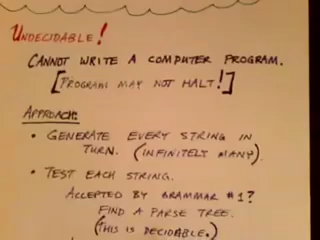 UNDECIDABLE!
CANNOT WRITE A COMPUTER PROGRAM.
[PROGRAM MAY NOT HALT!]
APPROACH:
• GENERATE EVERY STRING IN
TURN. (INFINITELY MANY).
• TEST EACH STRING.
ACCEPTED BY GRAMMAR #1?
FIND A PARSE TREE.
(THIS IS DECIDABLE.)